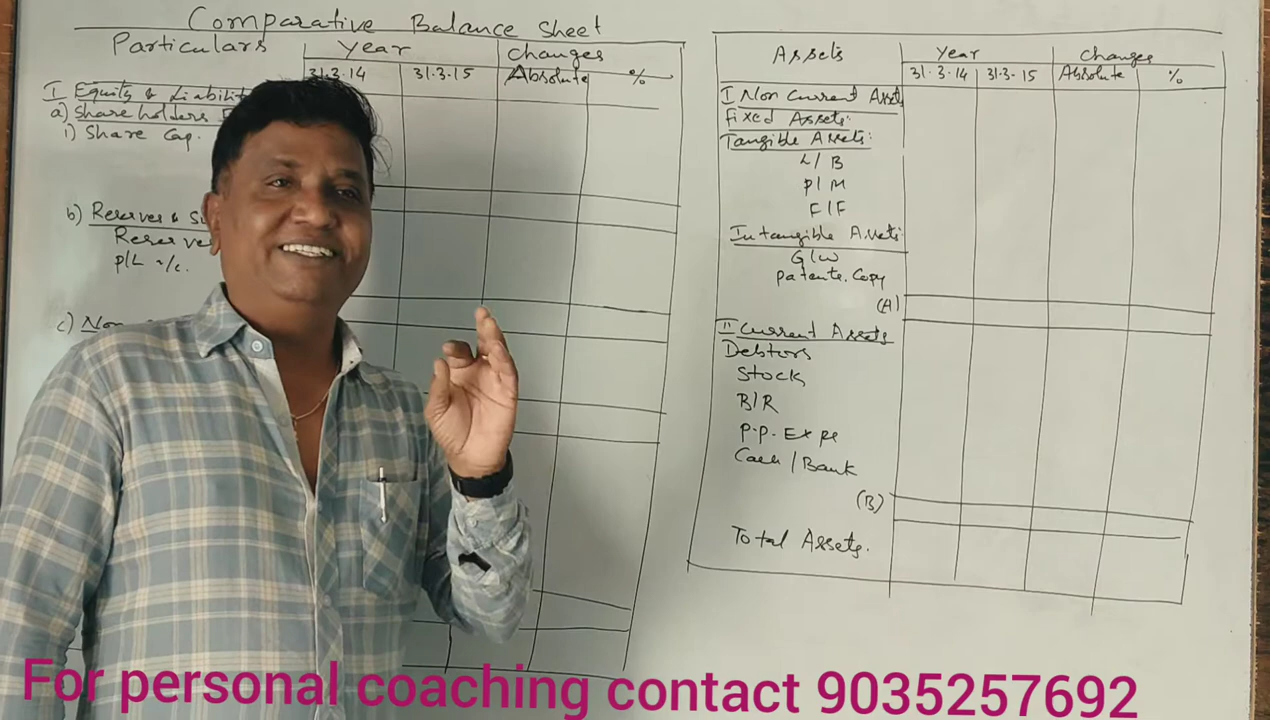 Comparative Balance Sheet
Particulars
Year
Changes
31.3.14
31.3.15
Absolute
%
I Equity & Liabilit
a) Share holders
i) Share Cap.
b) Reserves &
Reserves
P/L A/c.
c) Non
Assets
Year
Changes
31.3.14
31.3.15
Absolute
%
I Non Current Assets
Fixed Assets:
Tangible Assets:
L/B
P/M
F/F
Intangible Assets
G/W
Patents. Copy
(A)
II Current Assets
Debtors
Stock
B/R
P.P. Expe
Cash/Bank
(B)
Total Assets.
For personal coaching contact 9035257692